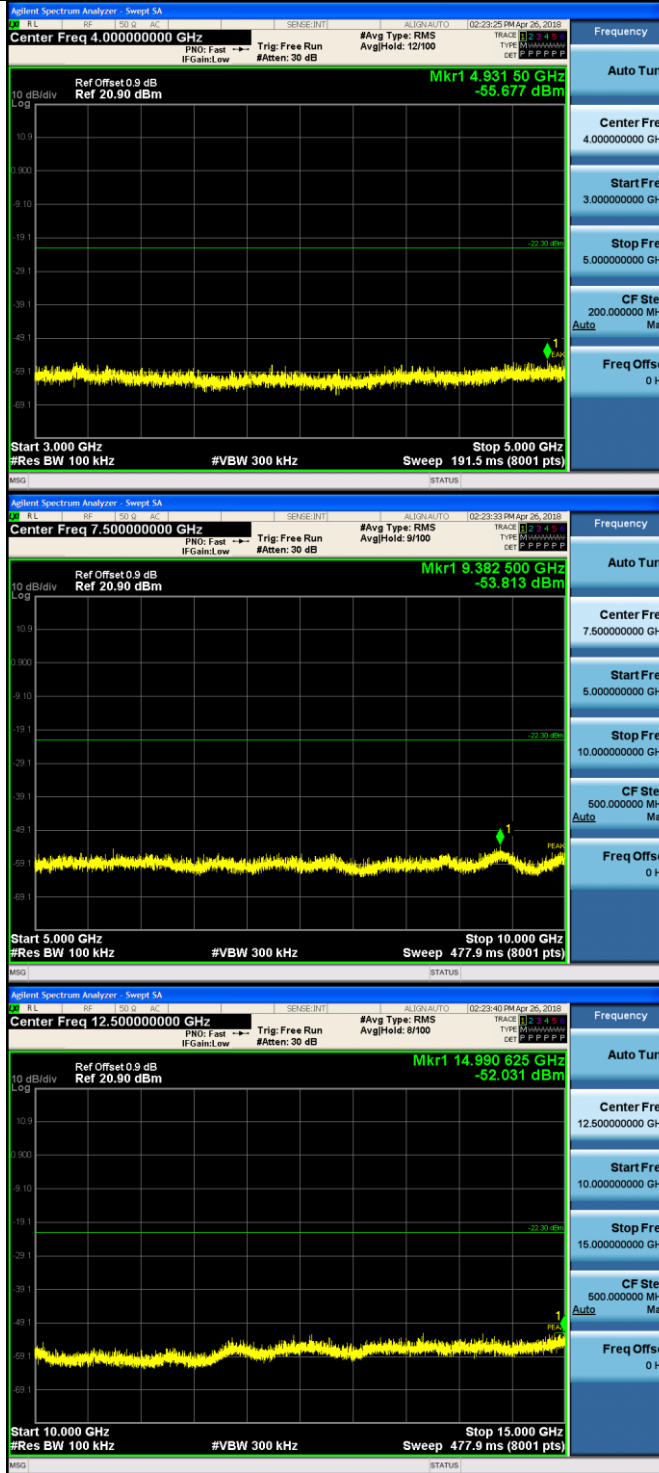 Agilent Spectrum Analyzer - Swept SA
RL RF 50 Ω AC SENSE:INT ALIGNAUTO 02:23:25 PM Apr 26, 2018
Center Freq 4.000000000 GHz
#Avg Type: RMS
TRACE 1 2 3 4 5 6
PNO: Fast Trig: Free Run Avg|Hold: 12/100
TYPE M
IFGain:Low #Atten: 30 dB
DET P P P P P P
Frequency
Mkr1 4.931 50 GHz
Ref Offset 0.9 dB
10 dB/div Ref 20.90 dBm -55.677 dBm
Log
Auto Tun
10.9
Center Fre
4.000000000 GH
0.900
-9.10
Start Fre
3.000000000 GH
-19.1
-22.30 dBm
Stop Fre
5.000000000 GH
-29.1
-39.1
CF Ste
200.000000 MH
Auto Ma
-49.1
1
PEAK
-59.1
Freq Offse
0 H
-69.1
Start 3.000 GHz Stop 5.000 GHz
#Res BW 100 kHz #VBW 300 kHz Sweep 191.5 ms (8001 pts)
MSG STATUS
Agilent Spectrum Analyzer - Swept SA
RL RF 50 Ω AC SENSE:INT ALIGNAUTO 02:23:33 PM Apr 26, 2018
Center Freq 7.500000000 GHz
#Avg Type: RMS
TRACE 1 2 3 4 5 6
PNO: Fast Trig: Free Run Avg|Hold: 9/100
TYPE M
IFGain:Low #Atten: 30 dB
DET P P P P P P
Frequency
Mkr1 9.382 500 GHz
Ref Offset 0.9 dB
10 dB/div Ref 20.90 dBm -53.813 dBm
Log
Auto Tun
10.9
Center Fre
7.500000000 GH
0.900
-9.10
Start Fre
5.000000000 GH
-19.1
-22.30 dBm
Stop Fre
10.000000000 GH
-29.1
-39.1
CF Ste
500.000000 MH
Auto Ma
-49.1
1
PEAK
-59.1
Freq Offse
0 H
-69.1
Start 5.000 GHz Stop 10.000 GHz
#Res BW 100 kHz #VBW 300 kHz Sweep 477.9 ms (8001 pts)
MSG STATUS
Agilent Spectrum Analyzer - Swept SA
RL RF 50 Ω AC SENSE:INT ALIGNAUTO 02:23:40 PM Apr 26, 2018
Center Freq 12.500000000 GHz
#Avg Type: RMS
TRACE 1 2 3 4 5 6
PNO: Fast Trig: Free Run Avg|Hold: 8/100
TYPE M
IFGain:Low #Atten: 30 dB
DET P P P P P P
Frequency
Mkr1 14.990 625 GHz
Ref Offset 0.9 dB
10 dB/div Ref 20.90 dBm -52.031 dBm
Log
Auto Tun
10.9
Center Fre
12.500000000 GH
0.900
-9.10
Start Fre
10.000000000 GH
-19.1
-22.30 dBm
Stop Fre
15.000000000 GH
-29.1
-39.1
CF Ste
500.000000 MH
Auto Ma
-49.1
1
PEAK
-59.1
Freq Offse
0 H
-69.1
Start 10.000 GHz Stop 15.000 GHz
#Res BW 100 kHz #VBW 300 kHz Sweep 477.9 ms (8001 pts)
MSG STATUS